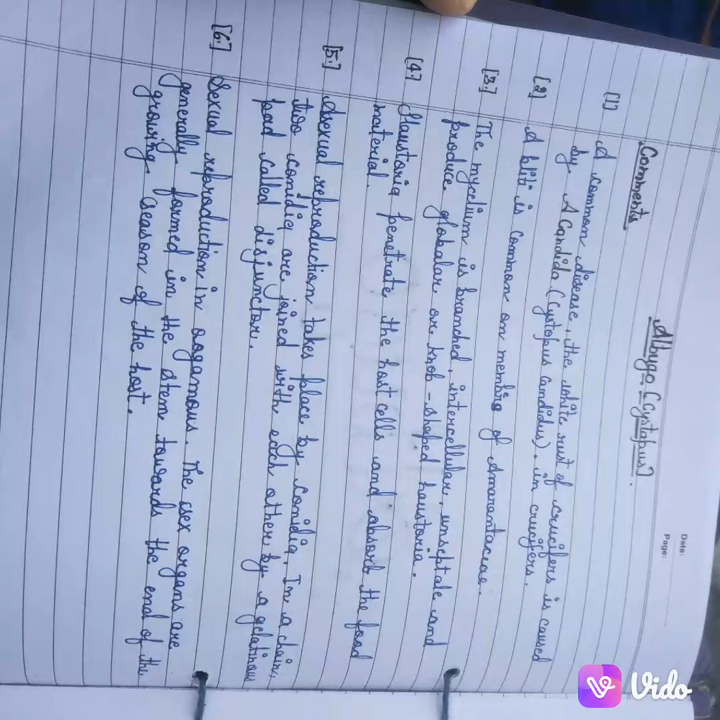 Date:
Page:
Albugo. (Cystopus).
Comments
[1] A common disease, the white rust of crucifers is caused
by A Candida (Cystopus candidus). in crucifers.
[2] A bliti is common on membrs of Amarantaciae.
[3.] The mycelium is branched, intercellular, unseptate and
produce globalar or knob-shaped haustoria.
[4.] Haustoria penetrate the host cells and absorb the food
material.
[5.] Asexual reproduction takes place by conidia. In a chain,
two conidia are joined with each other by a gelatinous
pad called disjunctor.
[6.] Sexual reproduction in oogamous. The sex organs are
generally formed in the stem towards the end of the
growing season of the host.
Vido